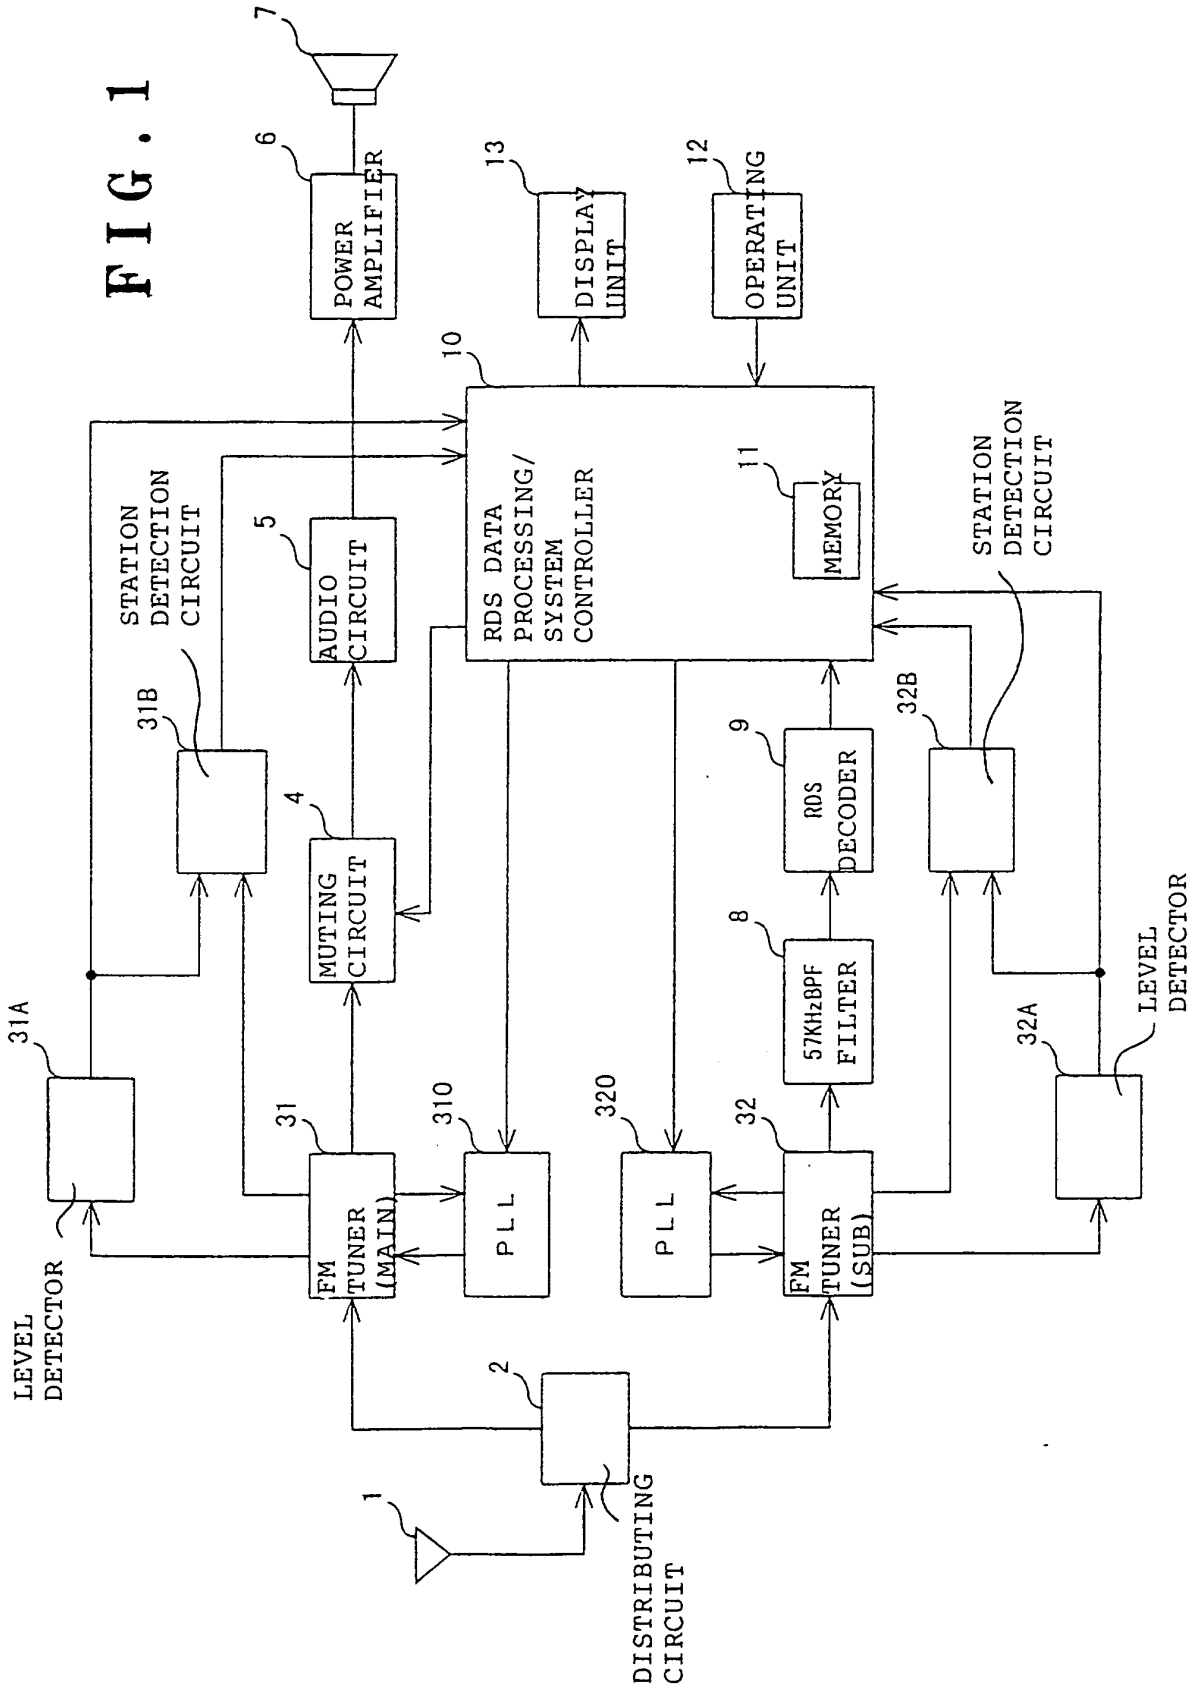 FIG.1
7
6
POWER
AMPLIFIER
13
DISPLAY
UNIT
12
OPERATING
UNIT
10
RDS DATA
PROCESSING/
SYSTEM
CONTROLLER
11
MEMORY
STATION
DETECTION
CIRCUIT
31B
5
AUDIO
CIRCUIT
4
MUTING
CIRCUIT
31A
LEVEL
DETECTOR
31
FM
TUNER
(MAIN)
310
PLL
320
PLL
32
FM
TUNER
(SUB)
8
57KHzBPF
FILTER
9
RDS
DECODER
32B
STATION
DETECTION
CIRCUIT
32A
LEVEL
DETECTOR
2
DISTRIBUTING
CIRCUIT
1